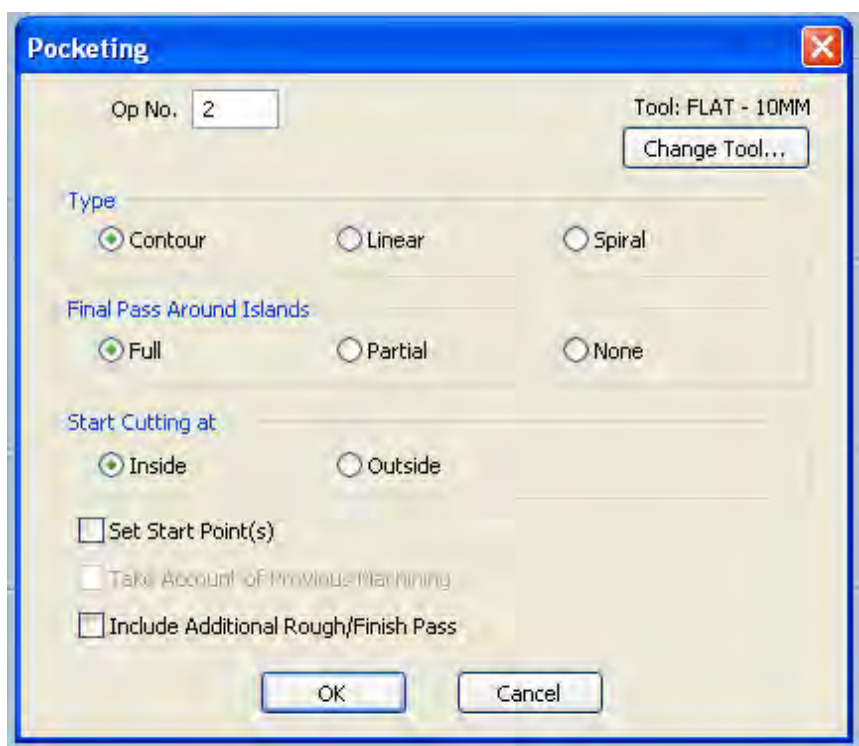 Pocketing
Op No. 2
Tool: FLAT - 10MM
Change Tool...
Type
Contour Linear Spiral
Final Pass Around Islands
Full Partial None
Start Cutting at
Inside Outside
Set Start Point(s)
Take Account of Previous Machining
Include Additional Rough/Finish Pass
OK Cancel